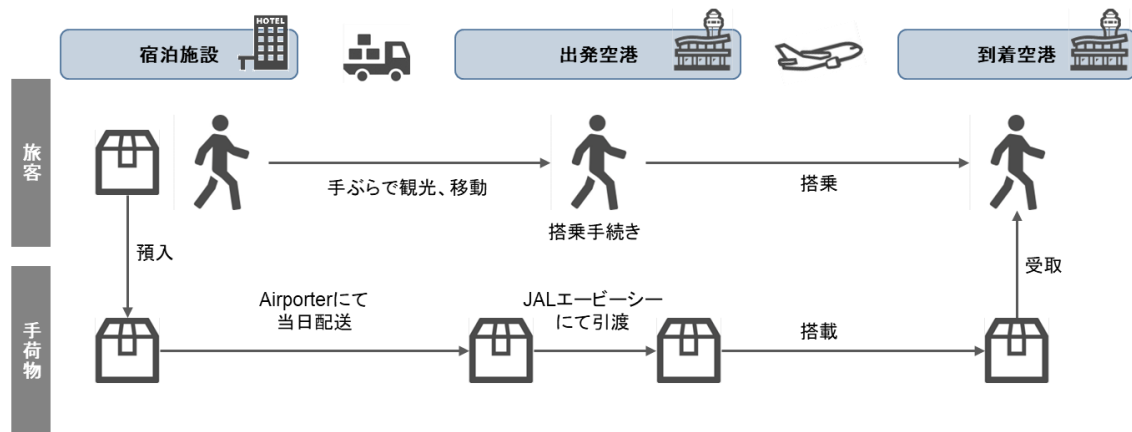 宿泊施設
HOTEL
出発空港
到着空港
旅客
手ぶらで観光、移動
搭乗
搭乗手続き
預入
受取
手荷物
Airporterにて
当日配送
JALエービーシー
にて引渡
搭載